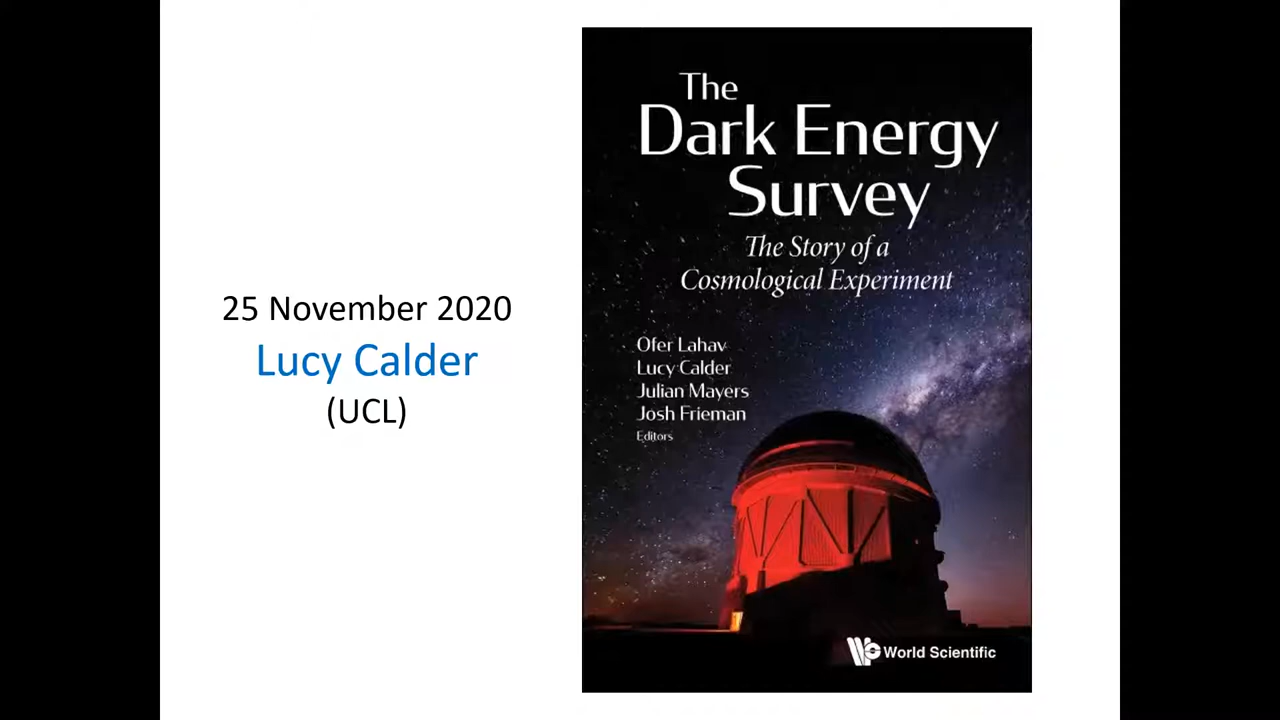 25 November 2020
Lucy Calder
(UCL)
The
Dark Energy
Survey
The Story of a
Cosmological Experiment
Ofer Lahav
Lucy Calder
Julian Mayers
Josh Frieman
Editors
World Scientific